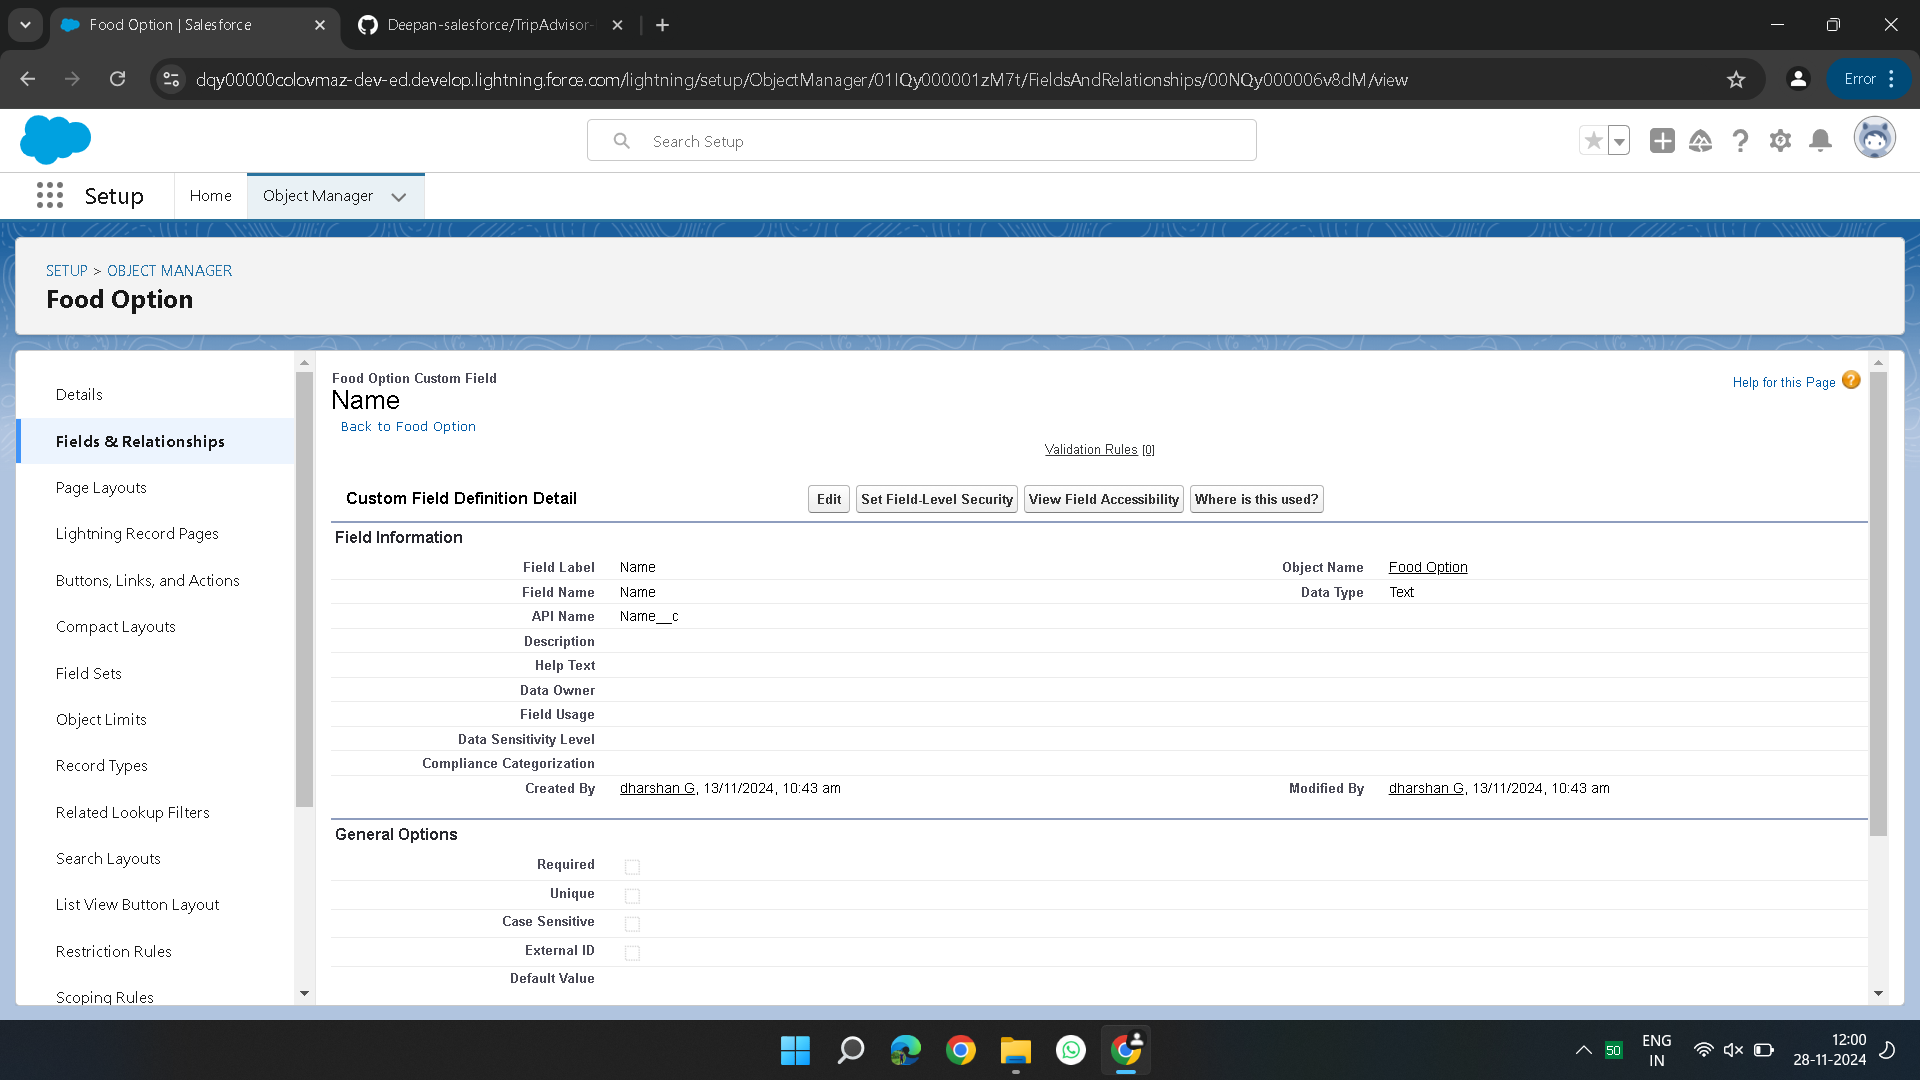 Food Option | Salesforce
Deepan-salesforce/TripAdvisor-
dqy00000colovmaz-dev-ed.develop.lightning.force.com/lightning/setup/ObjectManager/01IQy000001zM7t/FieldsAndRelationships/00NQy000006v8dM/view
Error
Search Setup
Setup
Home
Object Manager
SETUP > OBJECT MANAGER
Food Option
Details
Fields & Relationships
Page Layouts
Lightning Record Pages
Buttons, Links, and Actions
Compact Layouts
Field Sets
Object Limits
Record Types
Related Lookup Filters
Search Layouts
List View Button Layout
Restriction Rules
Scoping Rules
Food Option Custom Field
Name
Back to Food Option
Help for this Page ?
Validation Rules [0]
Custom Field Definition Detail
Edit
Set Field-Level Security
View Field Accessibility
Where is this used?
Field Information
Field Label Name Object Name Food Option
Field Name Name Data Type Text
API Name Name__c
Description
Help Text
Data Owner
Field Usage
Data Sensitivity Level
Compliance Categorization
Created By dharshan G, 13/11/2024, 10:43 am Modified By dharshan G, 13/11/2024, 10:43 am
General Options
Required
Unique
Case Sensitive
External ID
Default Value
50
ENG
IN
12:00
28-11-2024